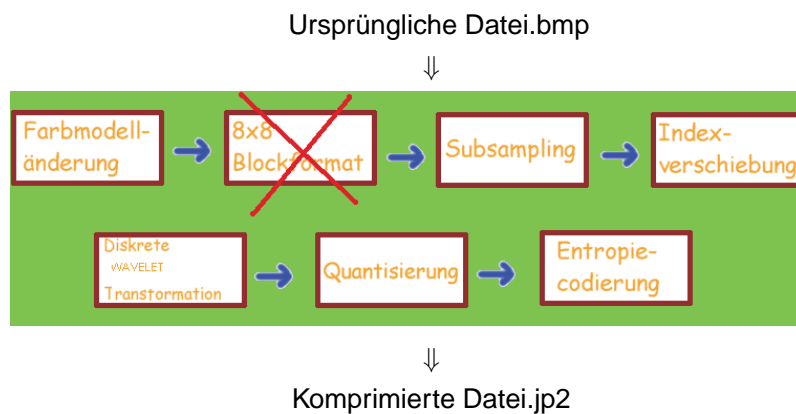 Ursprüngliche Datei.bmp
⇓
Farbmodell-
änderung
8x8
Blockformat
Subsampling
Index-
verschiebung
Diskrete
WAVELET
Transtormation
Quantisierung
Entropie-
codierung
⇓
Komprimierte Datei.jp2